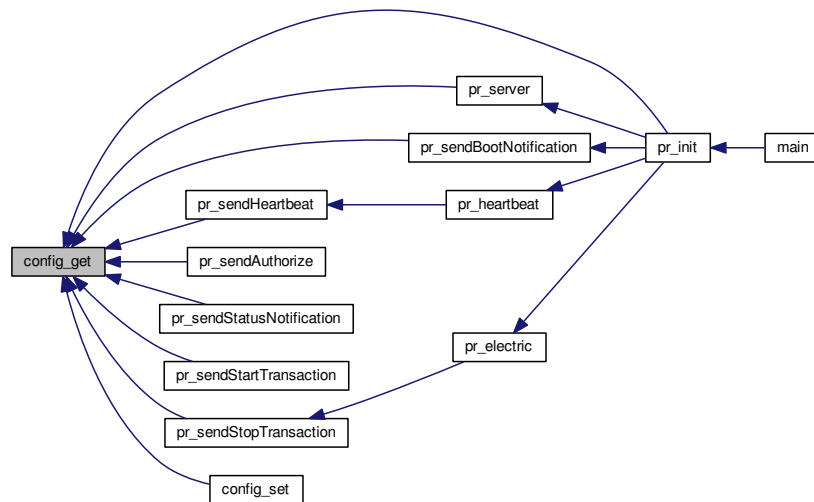 pr_server
pr_sendBootNotification
pr_init
main
pr_sendHeartbeat
pr_heartbeat
config_get
pr_sendAuthorize
pr_sendStatusNotification
pr_electric
pr_sendStartTransaction
pr_sendStopTransaction
config_set